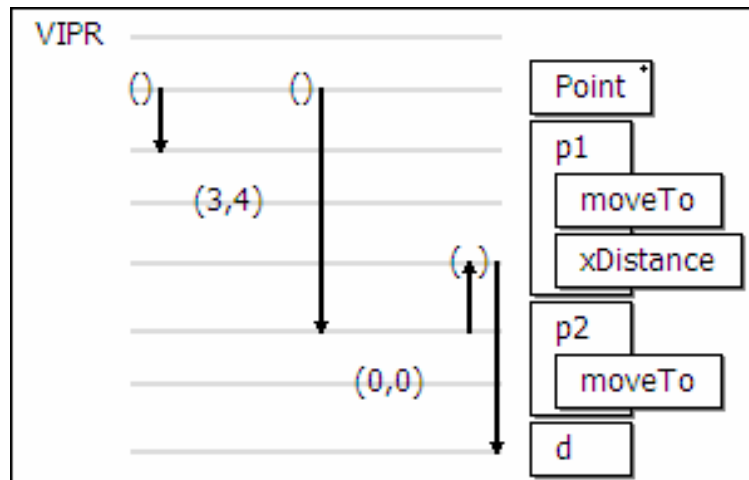 VIPR
() () Point
p1
(3,4) moveTo
( ) xDistance
p2
(0,0) moveTo
d